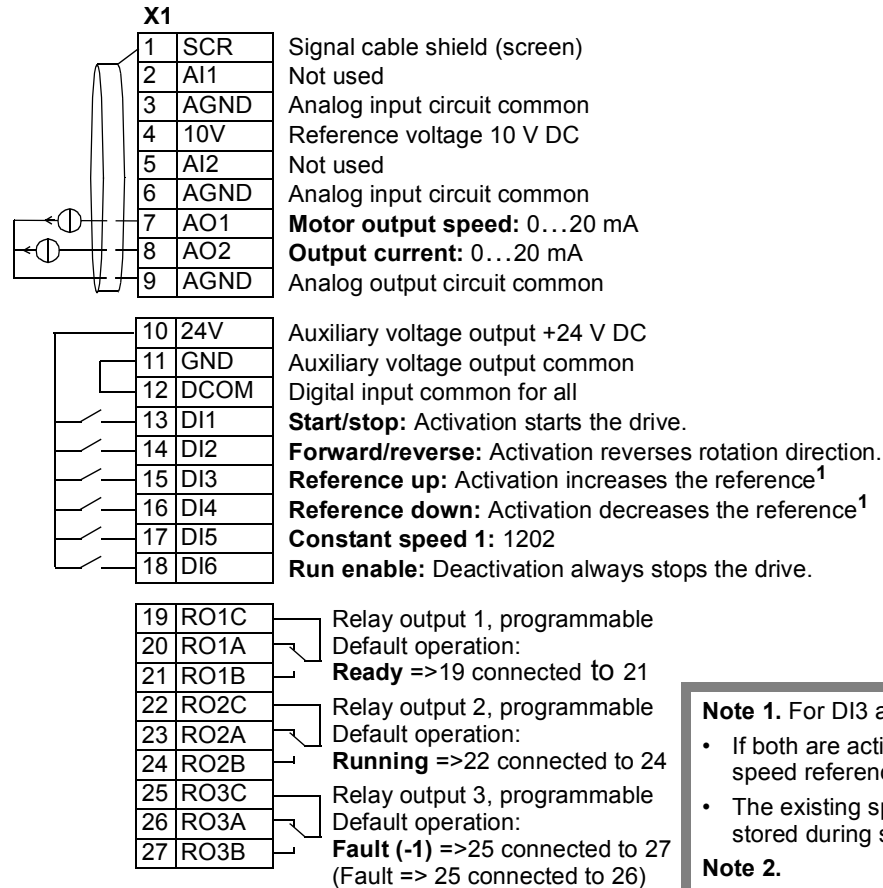 X1
1 SCR Signal cable shield (screen)
2 AI1 Not used
3 AGND Analog input circuit common
4 10V Reference voltage 10 V DC
5 AI2 Not used
6 AGND Analog input circuit common
7 AO1 Motor output speed: 0…20 mA
8 AO2 Output current: 0…20 mA
9 AGND Analog output circuit common
10 24V Auxiliary voltage output +24 V DC
11 GND Auxiliary voltage output common
12 DCOM Digital input common for all
13 DI1 Start/stop: Activation starts the drive.
14 DI2 Forward/reverse: Activation reverses rotation direction.
15 DI3 Reference up: Activation increases the reference1
16 DI4 Reference down: Activation decreases the reference1
17 DI5 Constant speed 1: 1202
18 DI6 Run enable: Deactivation always stops the drive.
19 RO1C Relay output 1, programmable
20 RO1A Default operation:
21 RO1B Ready =>19 connected to 21
22 RO2C Relay output 2, programmable
23 RO2A Default operation:
24 RO2B Running =>22 connected to 24
25 RO3C Relay output 3, programmable
26 RO3A Default operation:
27 RO3B Fault (-1) =>25 connected to 27
(Fault => 25 connected to 26)
Note 1. For DI3 a
• If both are acti
speed referenc
• The existing sp
stored during s
Note 2.